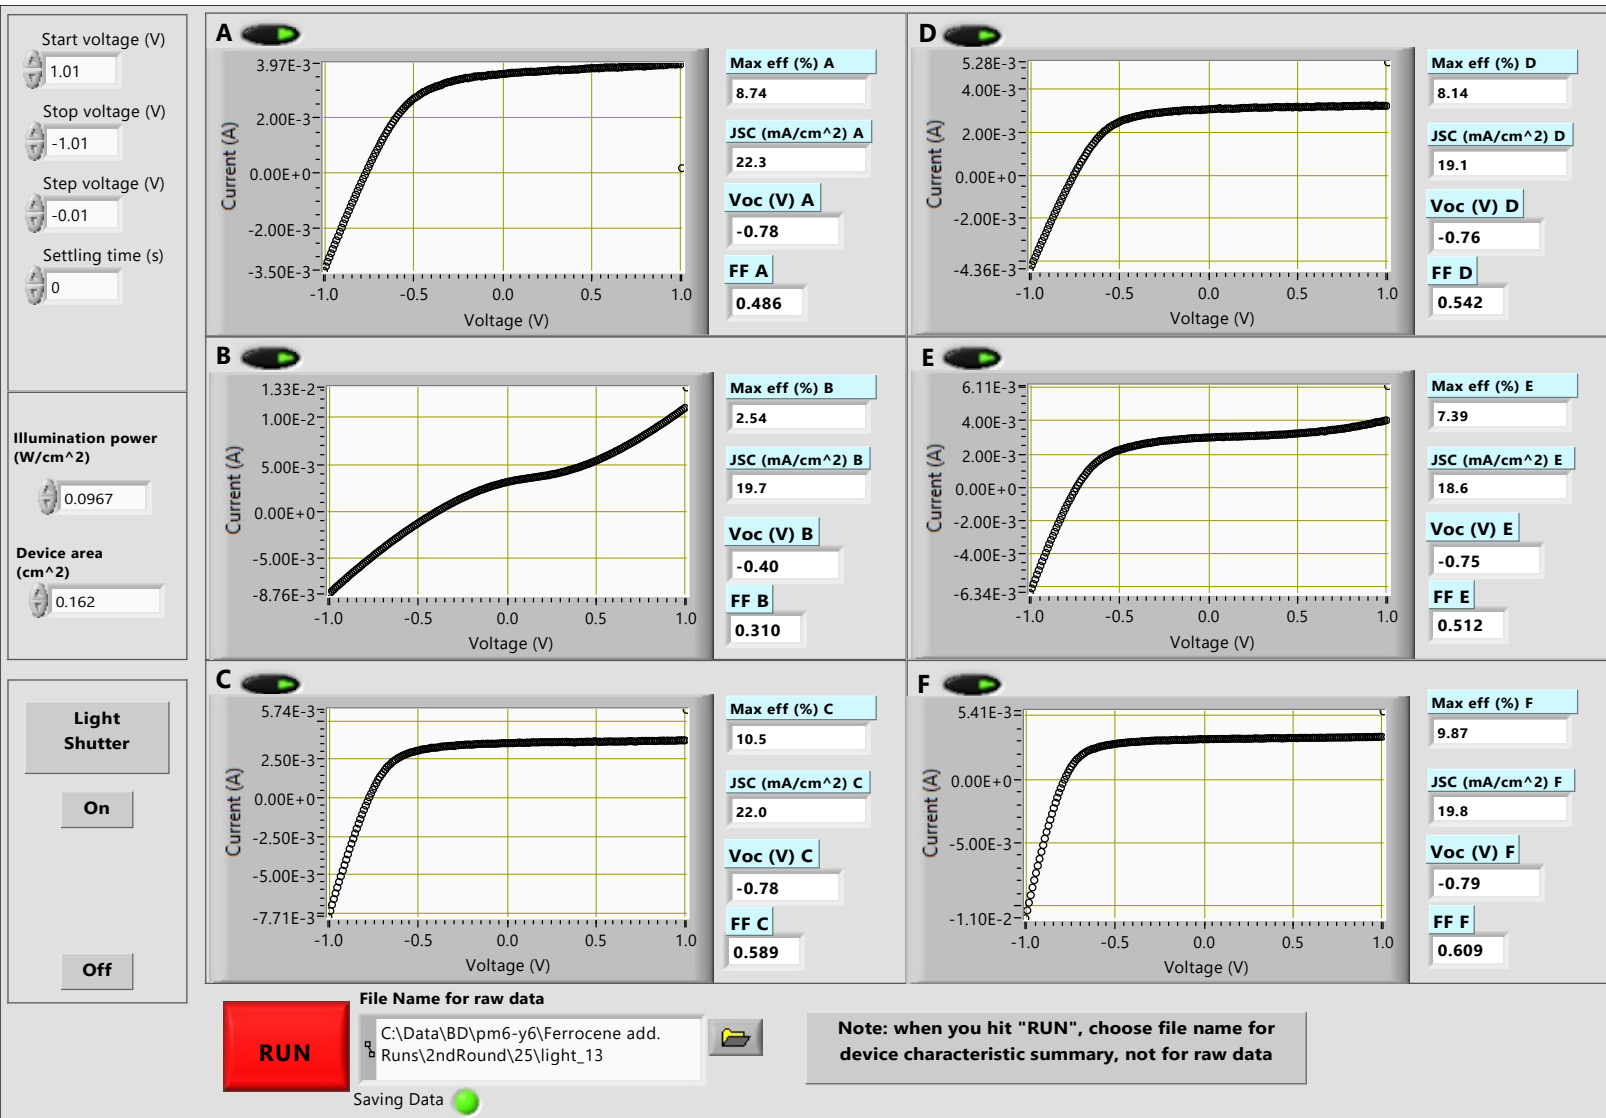 Start voltage (V)
1.01
Stop voltage (V)
-1.01
Step voltage (V)
-0.01
Settling time (s)
0
Illumination power
(W/cm^2)
0.0967
Device area
(cm^2)
0.162
Light
Shutter
On
Off
A
3.97E-3
2.00E-3
0.00E+0
-2.00E-3
-3.50E-3
Current (A)
-1.0 -0.5 0.0 0.5 1.0
Voltage (V)
Max eff (%) A
8.74
JSC (mA/cm^2) A
22.3
Voc (V) A
-0.78
FF A
0.486
D
5.28E-3
4.00E-3
2.00E-3
0.00E+0
-2.00E-3
-4.36E-3
Current (A)
-1.0 -0.5 0.0 0.5 1.0
Voltage (V)
Max eff (%) D
8.14
JSC (mA/cm^2) D
19.1
Voc (V) D
-0.76
FF D
0.542
B
1.33E-2
1.00E-2
5.00E-3
0.00E+0
-5.00E-3
-8.76E-3
Current (A)
-1.0 -0.5 0.0 0.5 1.0
Voltage (V)
Max eff (%) B
2.54
JSC (mA/cm^2) B
19.7
Voc (V) B
-0.40
FF B
0.310
E
6.11E-3
4.00E-3
2.00E-3
0.00E+0
-2.00E-3
-4.00E-3
-6.34E-3
Current (A)
-1.0 -0.5 0.0 0.5 1.0
Voltage (V)
Max eff (%) E
7.39
JSC (mA/cm^2) E
18.6
Voc (V) E
-0.75
FF E
0.512
C
5.74E-3
2.50E-3
0.00E+0
-2.50E-3
-5.00E-3
-7.71E-3
Current (A)
-1.0 -0.5 0.0 0.5 1.0
Voltage (V)
Max eff (%) C
10.5
JSC (mA/cm^2) C
22.0
Voc (V) C
-0.78
FF C
0.589
F
5.41E-3
0.00E+0
-5.00E-3
-1.10E-2
Current (A)
-1.0 -0.5 0.0 0.5 1.0
Voltage (V)
Max eff (%) F
9.87
JSC (mA/cm^2) F
19.8
Voc (V) F
-0.79
FF F
0.609
RUN
File Name for raw data
C:\Data\BD\pm6-y6\Ferrocene add.
Runs\2ndRound\25\light_13
Saving Data
Note: when you hit "RUN", choose file name for
device characteristic summary, not for raw data